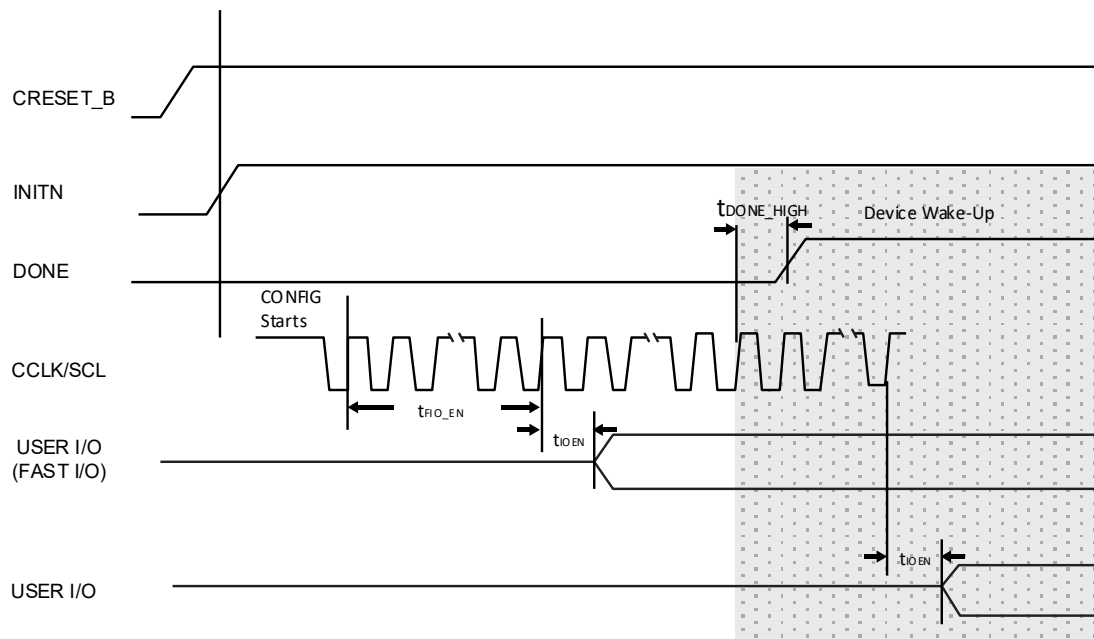 CRESET_B
INITN
tDONE_HIGH
Device Wake-Up
DONE
CONFIG
Starts
CCLK/SCL
tFIO_EN
USER I/O
(FAST I/O)
tIOEN
tIOEN
USER I/O